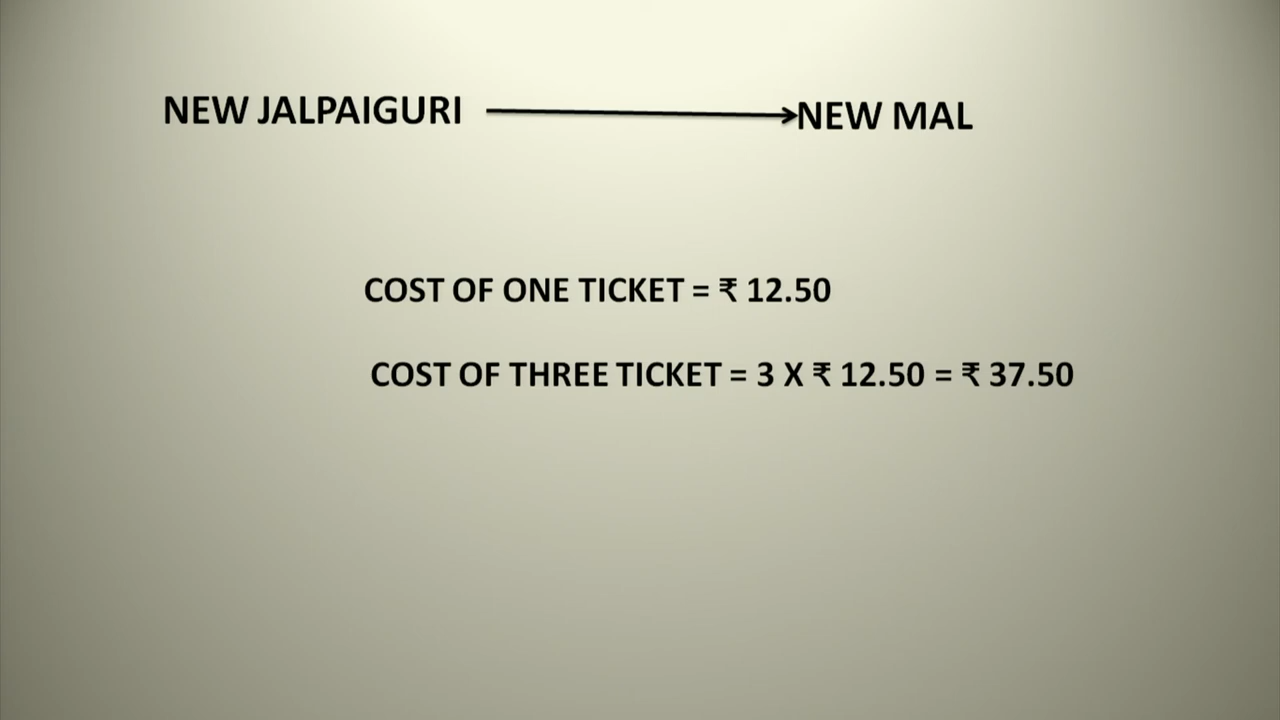 NEW JALPAIGURI NEW MAL
COST OF ONE TICKET = ₹ 12.50
COST OF THREE TICKET = 3 X ₹ 12.50 = ₹ 37.50